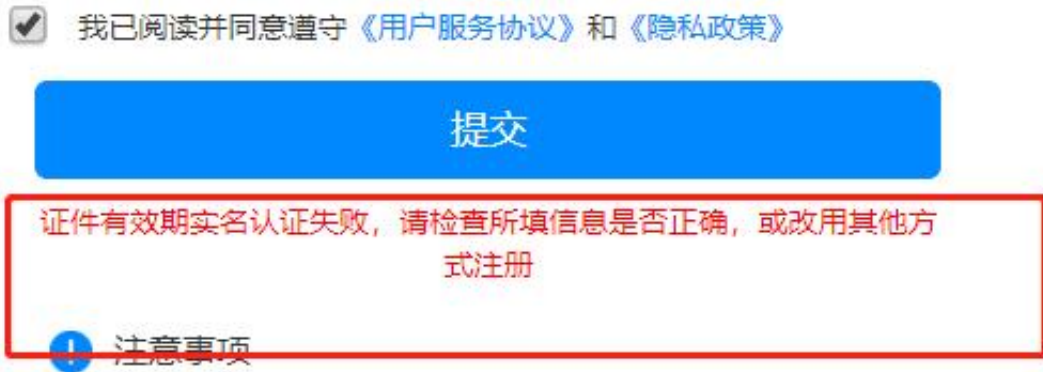 我已阅读并同意遵守《用户服务协议》和《隐私政策》
提交
证件有效期实名认证失败，请检查所填信息是否正确，或改用其他方
式注册
注意事项